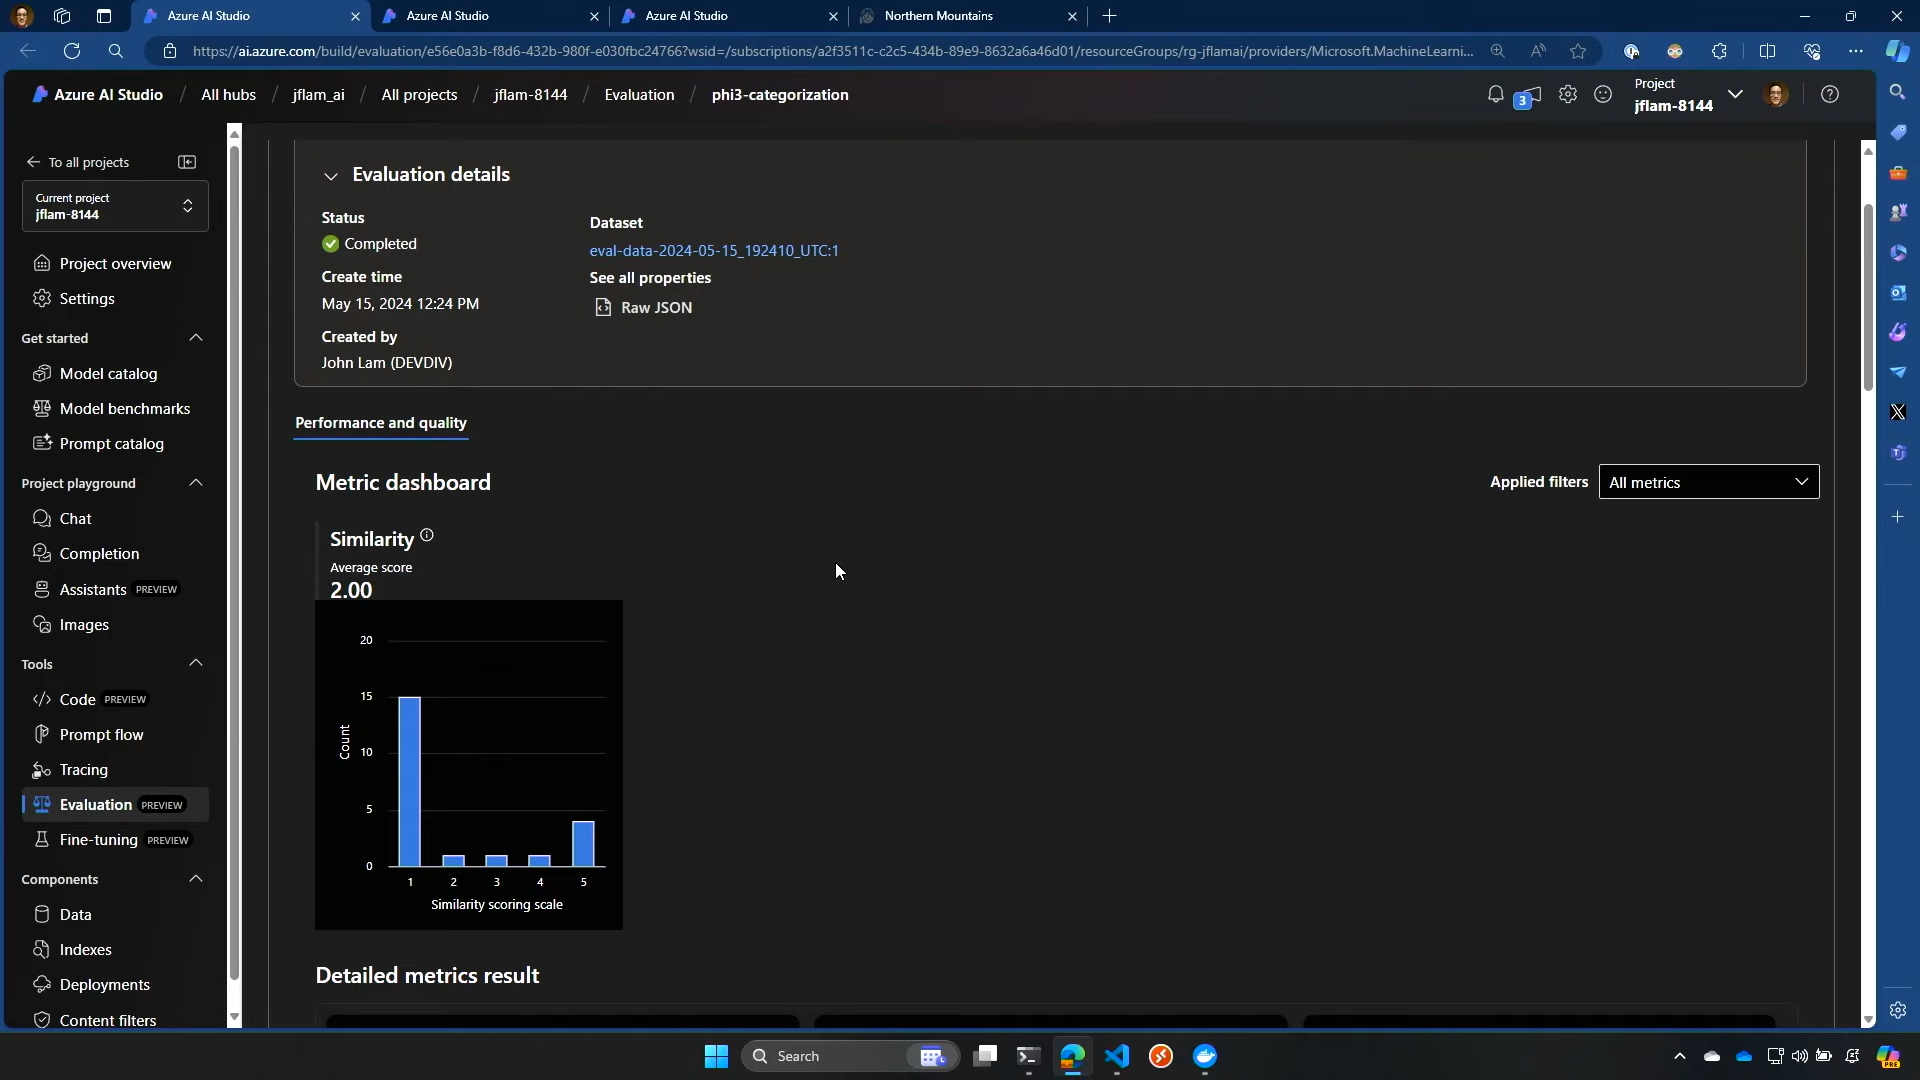 Azure AI Studio
Azure AI Studio
Azure AI Studio
Northern Mountains
https://ai.azure.com/build/evaluation/e56e0a3b-f8d6-432b-980f-e030fbc24766?wsid=/subscriptions/a2f3511c-c2c5-434b-89e9-8632a6a46d01/resourceGroups/rg-jflamai/providers/Microsoft.MachineLearni...
Azure AI Studio / All hubs / jflam_ai / All projects / jflam-8144 / Evaluation / phi3-categorization
3
Project
jflam-8144
To all projects
Current project
jflam-8144
Project overview
Settings
Get started
Model catalog
Model benchmarks
Prompt catalog
Project playground
Chat
Completion
Assistants PREVIEW
Images
Tools
Code PREVIEW
Prompt flow
Tracing
Evaluation PREVIEW
Fine-tuning PREVIEW
Components
Data
Indexes
Deployments
Content filters
Evaluation details
Status
Completed
Create time
May 15, 2024 12:24 PM
Created by
John Lam (DEVDIV)
Dataset
eval-data-2024-05-15_192410_UTC:1
See all properties
Raw JSON
Performance and quality
Metric dashboard
Applied filters
All metrics
Similarity
Average score
2.00
20
15
10
5
0
Count
1 2 3 4 5
Similarity scoring scale
Detailed metrics result
Search
PRE